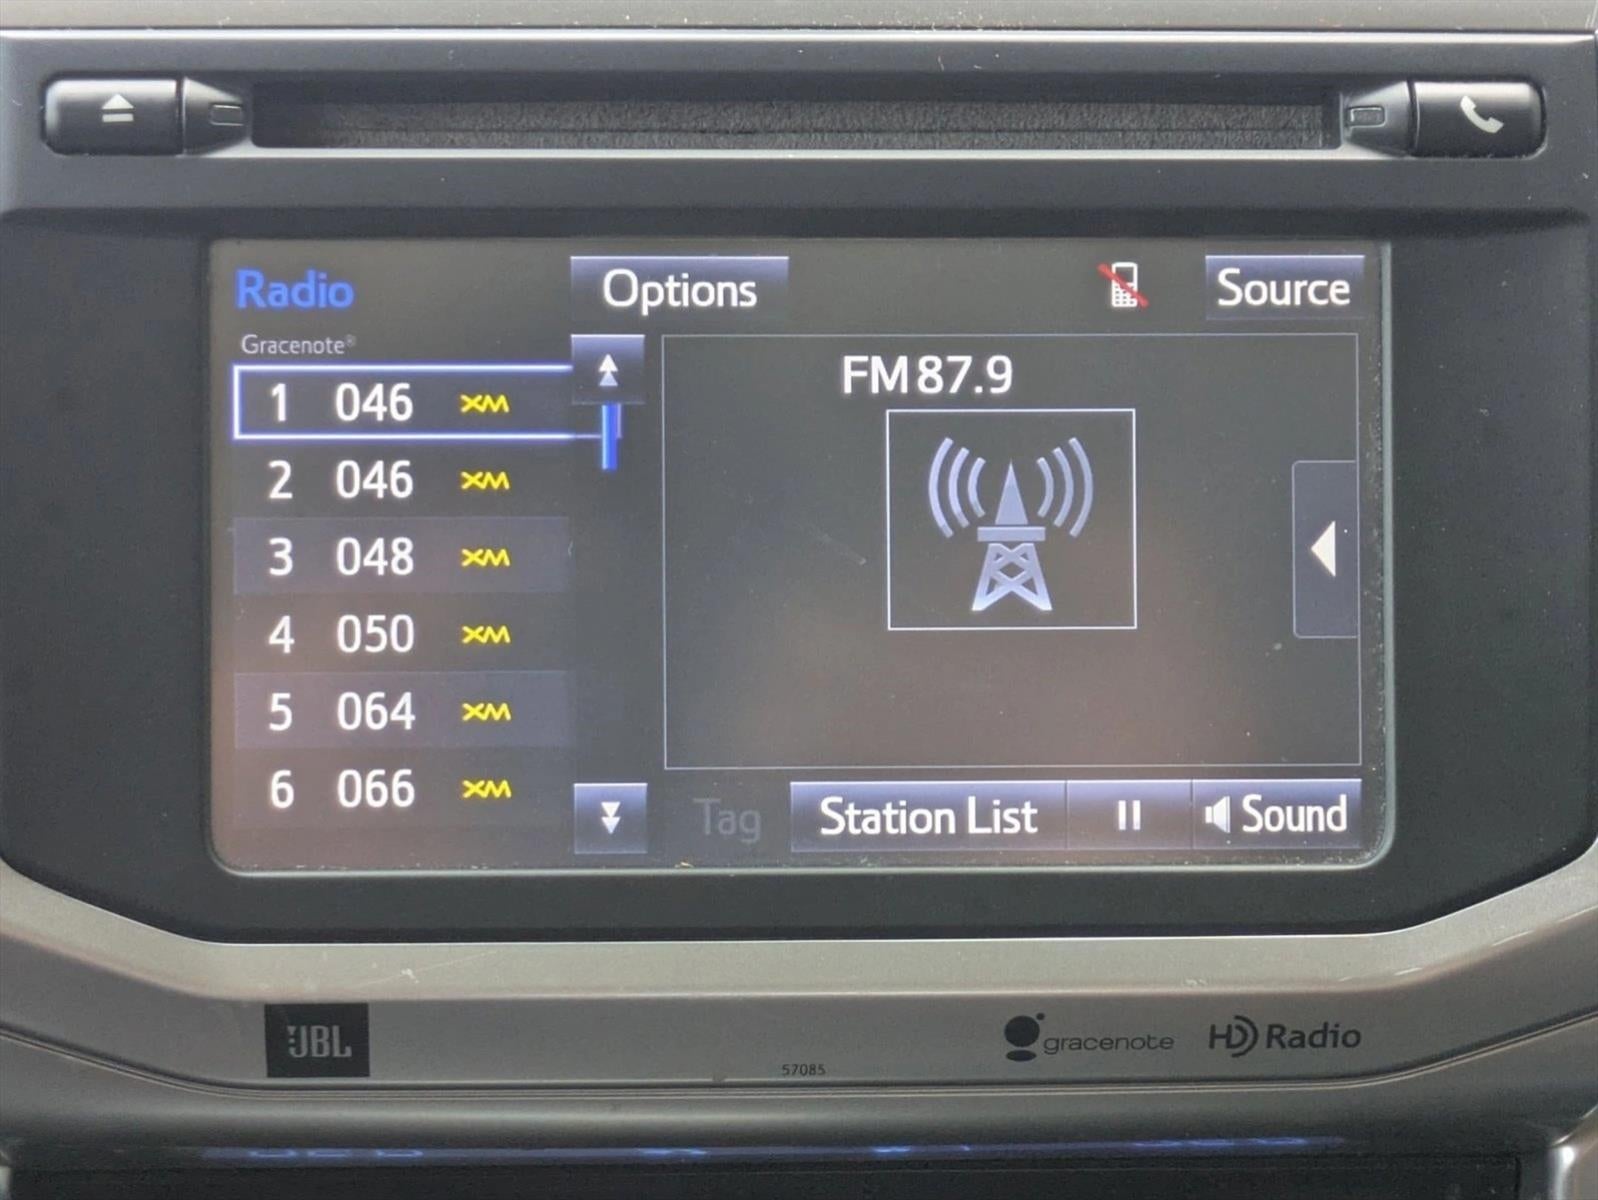 Radio
Options
Source
Gracenote®
FM 87.9
1 046 XM
2 046 XM
3 048 XM
4 050 XM
5 064 XM
6 066 XM
Tag
Station List
Sound
JBL
57085
gracenote
HD Radio